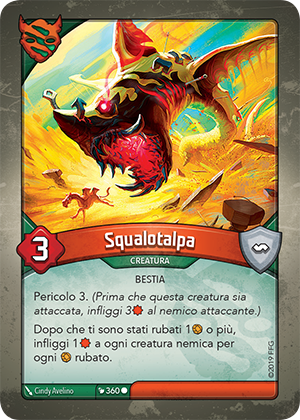 Squalotalpa
CREATURA
3
BESTIA
Pericolo 3. (Prima che questa creatura sia
attaccata, infliggi 3 al nemico attaccante.)
Dopo che ti sono stati rubati 1 o più,
infliggi 1 a ogni creatura nemica per
ogni rubato.
Cindy Avelino
360
©2019 FFG